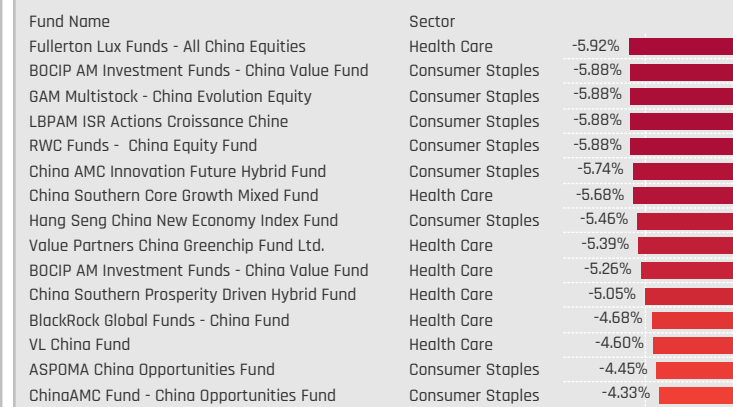 Fund Name Sector
Fullerton Lux Funds - All China Equities Health Care -5.92%
BOCIP AM Investment Funds - China Value Fund Consumer Staples -5.88%
GAM Multistock - China Evolution Equity Consumer Staples -5.88%
LBPAM ISR Actions Croissance Chine Consumer Staples -5.88%
RWC Funds - China Equity Fund Consumer Staples -5.88%
China AMC Innovation Future Hybrid Fund Consumer Staples -5.74%
China Southern Core Growth Mixed Fund Health Care -5.68%
Hang Seng China New Economy Index Fund Consumer Staples -5.46%
Value Partners China Greenchip Fund Ltd. Health Care -5.39%
BOCIP AM Investment Funds - China Value Fund Health Care -5.26%
China Southern Prosperity Driven Hybrid Fund Health Care -5.05%
BlackRock Global Funds - China Fund Health Care -4.68%
VL China Fund Health Care -4.60%
ASPOMA China Opportunities Fund Consumer Staples -4.45%
ChinaAMC Fund - China Opportunities Fund Consumer Staples -4.33%